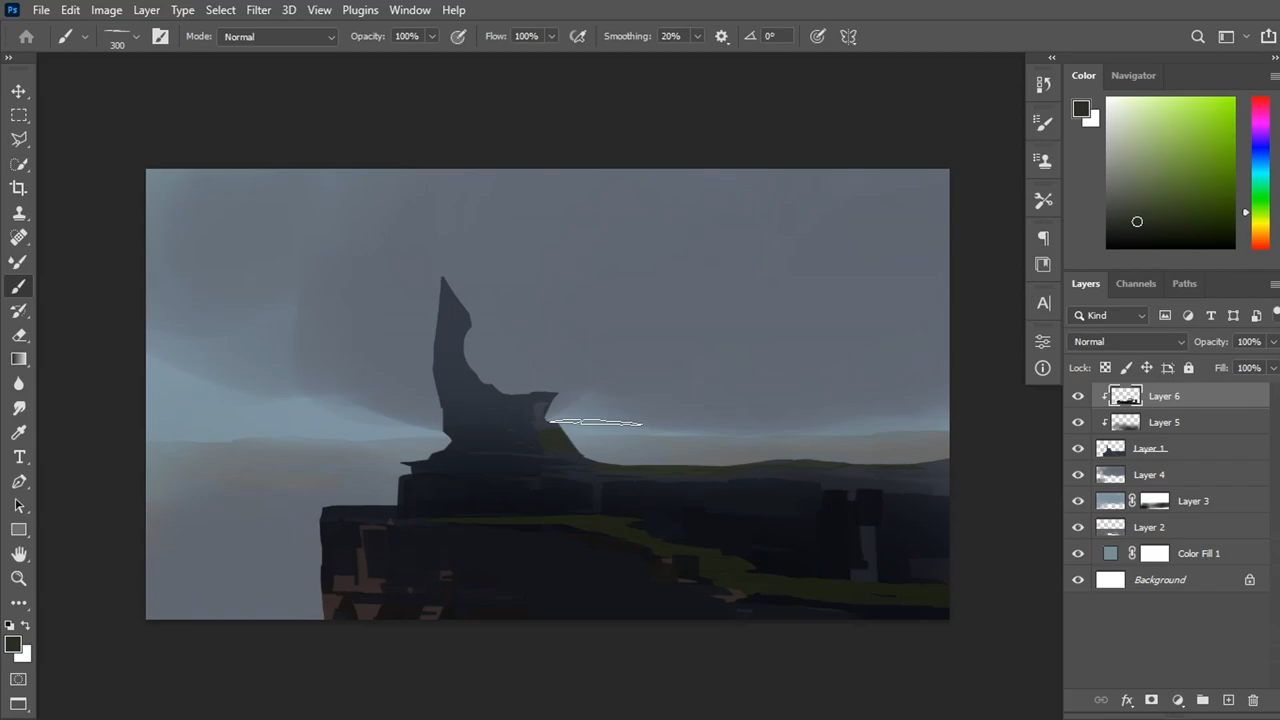 Ps File Edit Image Layer Type Select Filter 3D View Plugins Window Help
300 Mode: Normal Opacity: 100% Flow: 100% Smoothing: 20% 0°
Color Navigator
Layers Channels Paths
Kind
Normal Opacity: 100%
Lock: Fill: 100%
Layer 6
Layer 5
Layer 1
Layer 4
Layer 3
Layer 2
Color Fill 1
Background